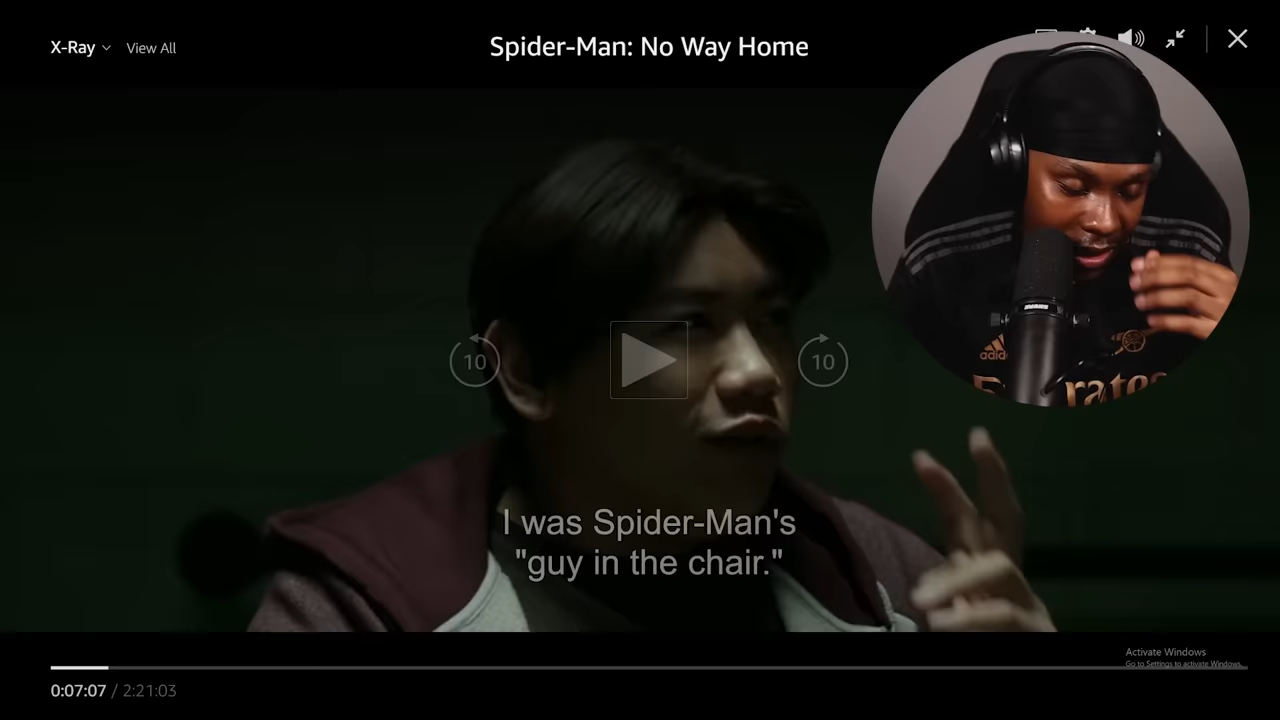 X-Ray View All
Spider-Man: No Way Home
10
10
I was Spider-Man's
"guy in the chair."
adidas
Activate Windows
Go to Settings to activate Windows.
0:07:07 / 2:21:03